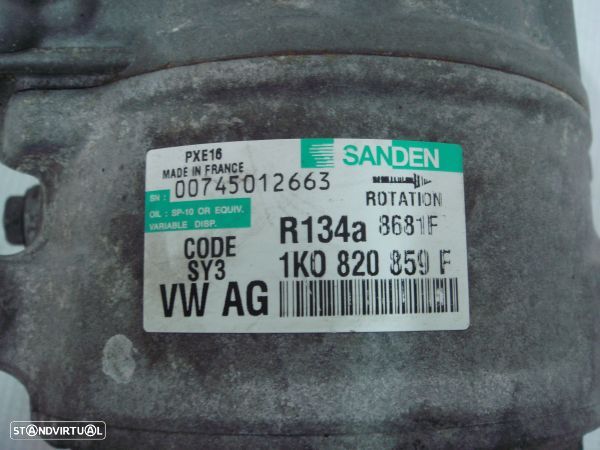 PXE16
MADE IN FRANCE
SANDEN
SN : 00745012663
ROTATION
OIL : SP-10 OR EQUIV.
VARIABLE DISP.
R134a 8681F
CODE
SY3
1K0 820 859 F
VW AG
STANDVIRTUAL